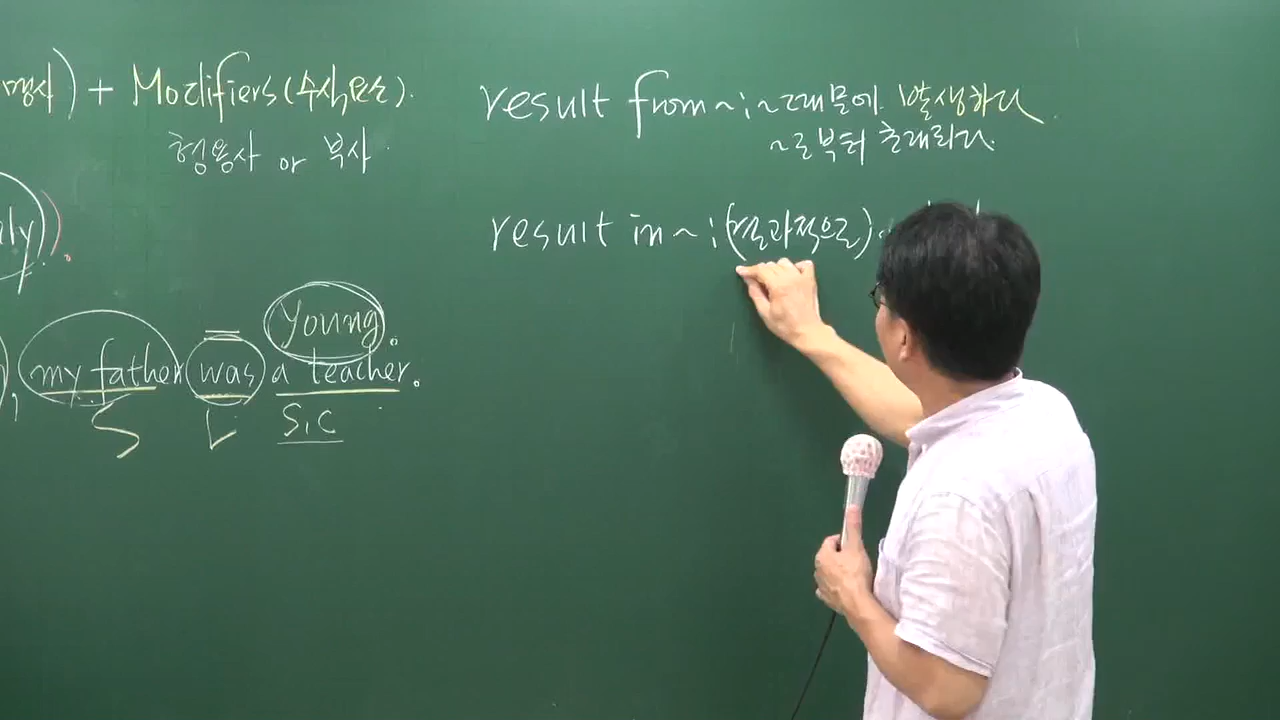 명사) + Modifiers(수식요소).
형용사 or 부사
ly)).
Young.
, my father was a teacher.
S L S.C
result from ~ ; ~ 때문에 발생하다.
~로부터 초래되다.
result in ~ ; (결과적으로)